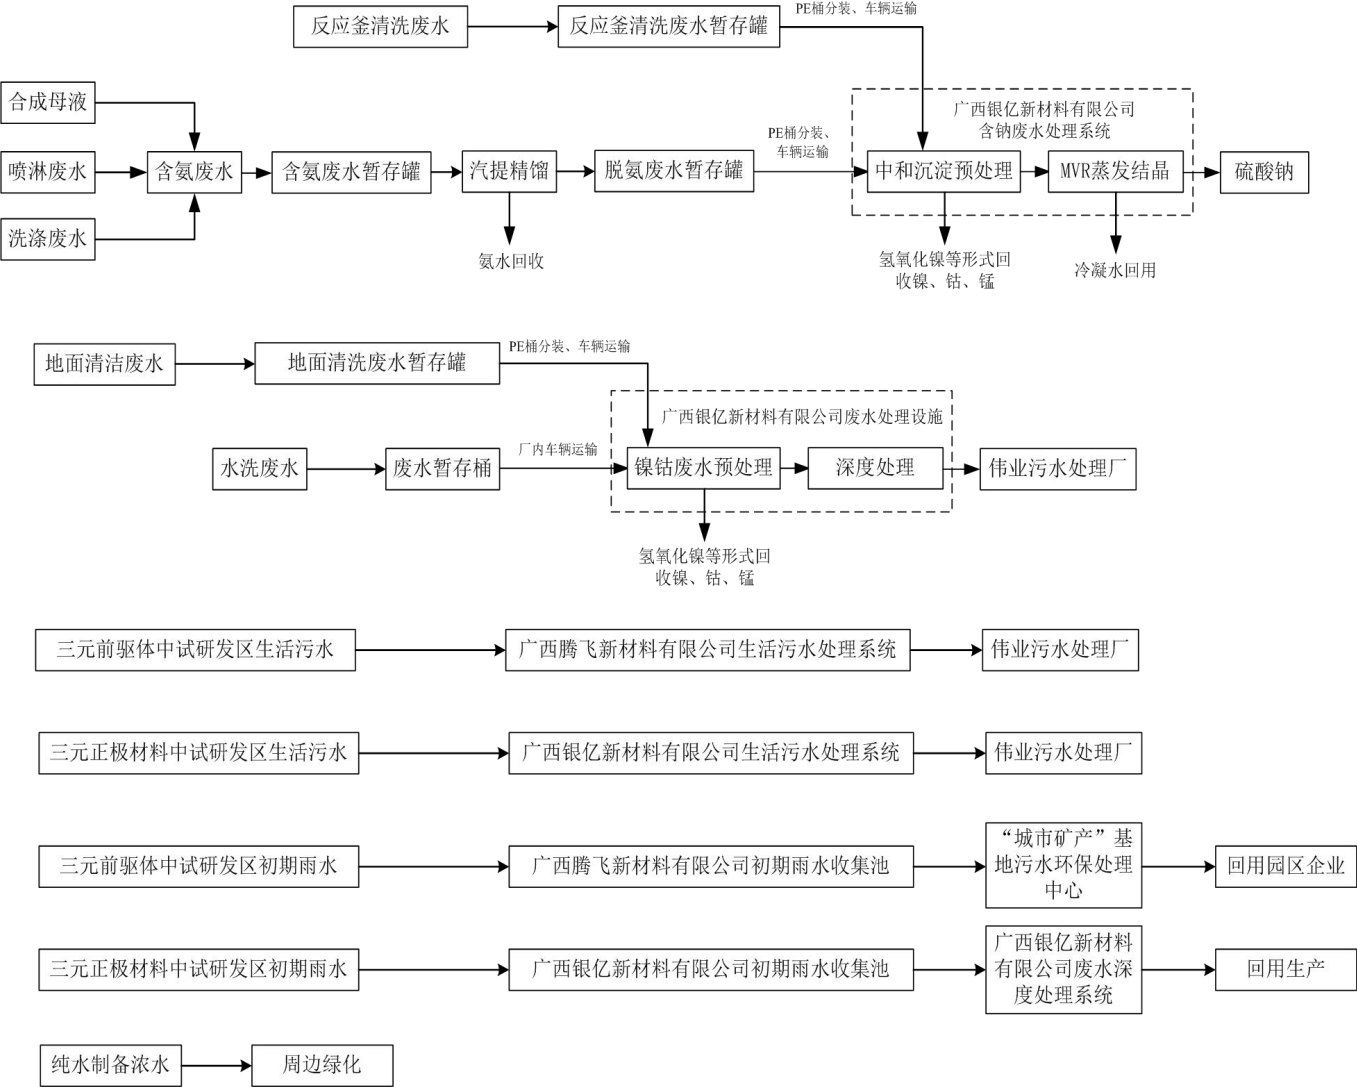 反应釜清洗废水
反应釜清洗废水暂存罐
PE桶分装、车辆运输
合成母液
喷淋废水
洗涤废水
含氨废水
含氨废水暂存罐
汽提精馏
氨水回收
脱氨废水暂存罐
PE桶分装、
车辆运输
广西银亿新材料有限公司
含钠废水处理系统
中和沉淀预处理
MVR蒸发结晶
硫酸钠
氢氧化镍等形式回
收镍、钴、锰
冷凝水回用
地面清洁废水
地面清洗废水暂存罐
PE桶分装、车辆运输
广西银亿新材料有限公司废水处理设施
水洗废水
废水暂存桶
厂内车辆运输
镍钴废水预处理
深度处理
伟业污水处理厂
氢氧化镍等形式回
收镍、钴、锰
三元前驱体中试研发区生活污水
广西腾飞新材料有限公司生活污水处理系统
伟业污水处理厂
三元正极材料中试研发区生活污水
广西银亿新材料有限公司生活污水处理系统
伟业污水处理厂
三元前驱体中试研发区初期雨水
广西腾飞新材料有限公司初期雨水收集池
“城市矿产”基
地污水环保处理
中心
回用园区企业
三元正极材料中试研发区初期雨水
广西银亿新材料有限公司初期雨水收集池
广西银亿新材料
有限公司废水深
度处理系统
回用生产
纯水制备浓水
周边绿化